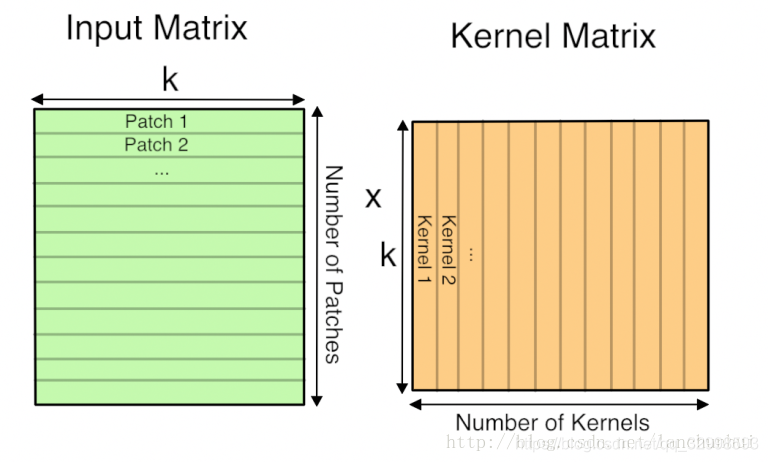 Input Matrix
Kernel Matrix
k
Patch 1
Patch 2
...
Number of Patches
x
k
Kernel 1
Kernel 2
...
Number of Kernels